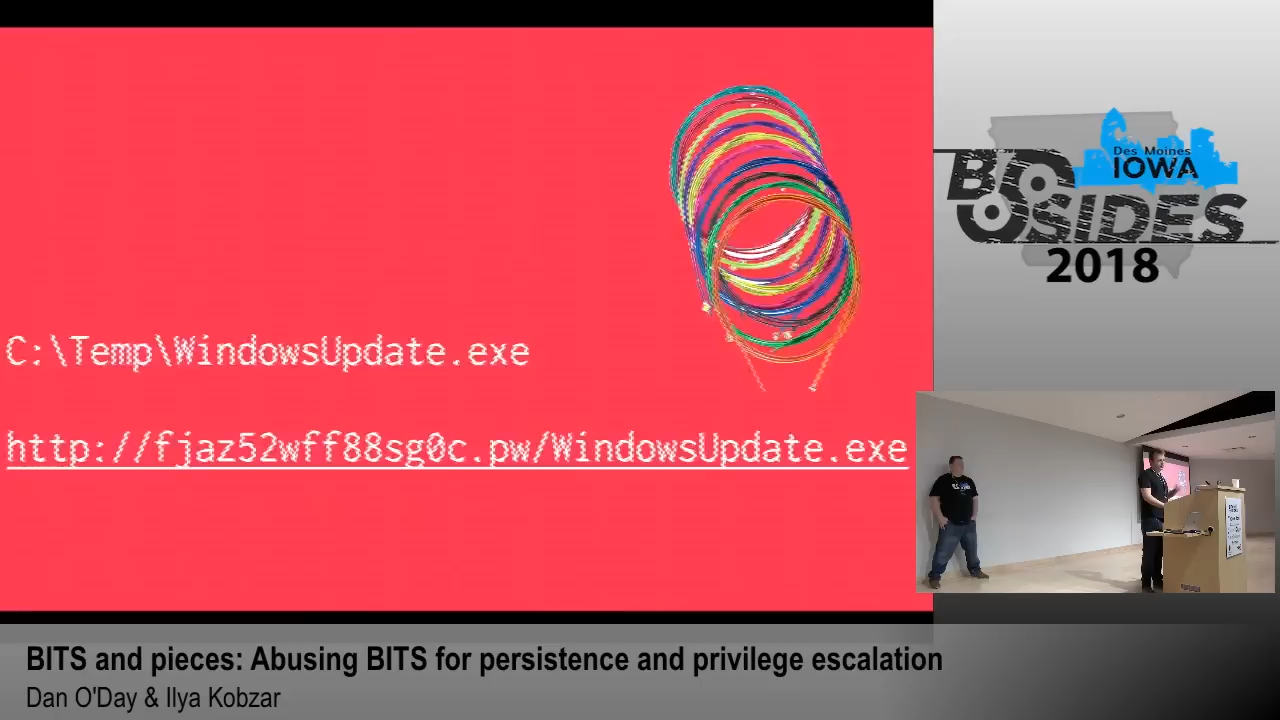 C:\Temp\WindowsUpdate.exe
http://fjaz52wff88sg0c.pw/WindowsUpdate.exe
Des Moines
IOWA
BSIDES
2018
BITS and pieces: Abusing BITS for persistence and privilege escalation
Dan O'Day & Ilya Kobzar